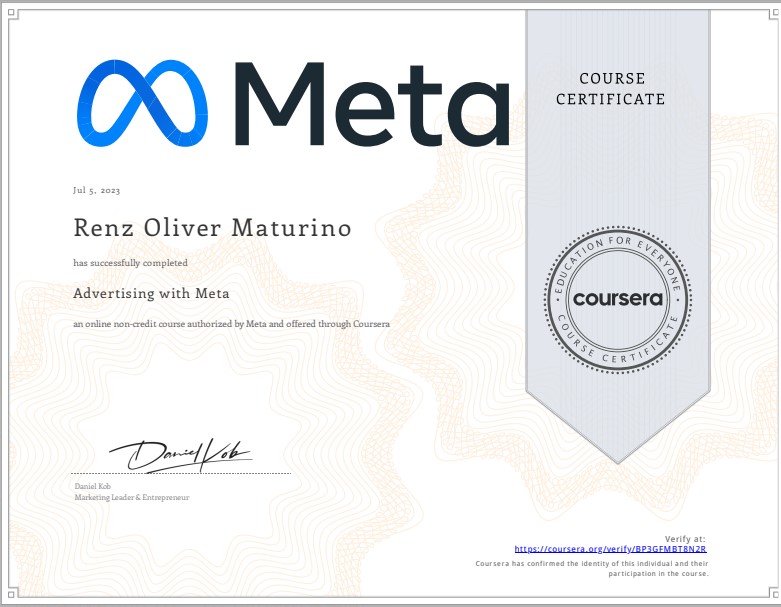 Meta
COURSE
CERTIFICATE
Jul 5, 2023
Renz Oliver Maturino
has successfully completed
Advertising with Meta
an online non-credit course authorized by Meta and offered through Coursera
EDUCATION FOR EVERYONE
coursera
COURSE CERTIFICATE
Daniel Kob
Daniel Kob
Marketing Leader & Entrepreneur
Verify at:
https://coursera.org/verify/BP3GFMBT8N2R
Coursera has confirmed the identity of this individual and their
participation in the course.